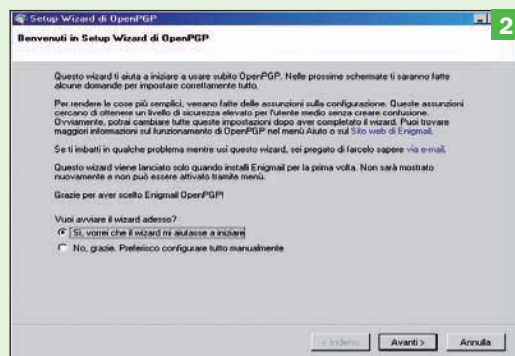 Setup Wizard di OpenPGP
2
Benvenuti in Setup Wizard di OpenPGP
Questo wizard ti aiuta a iniziare a usare subito OpenPGP. Nelle prossime schermate ti saranno fatte
alcune domande per impostare correttamente tutto.
Per rendere le cose più semplici, vernano fatte delle assunzioni sulla configurazione. Queste assunzioni
cercano di ottenere un livello di sicurezza elevato per l'utente medio senza creare confusione.
Ovviamente, potrai cambiare tutte queste impostazioni dopo aver completato il wizard. Puoi trovare
maggiori informazioni sul funzionamento di OpenPGP nel menù Aiuto o sul Sito web di Enigmail.
Se ti imbatti in qualche problema mentre usi questo wizard, sei pregato di farcelo sapere via e-mail.
Questo wizard viene lanciato solo quando installi Enigmail per la prima volta. Non sarà mostrato
nuovamente e non può essere attivato tramite menù.
Grazie per aver scelto Enigmail OpenPGP!
Vuoi avviare il wizard adesso?
Sì, vorrei che il wizard mi aiutasse a iniziare
No, grazie. Preferisco configurare tutto manualmente
< Indietro
Avanti >
Annulla